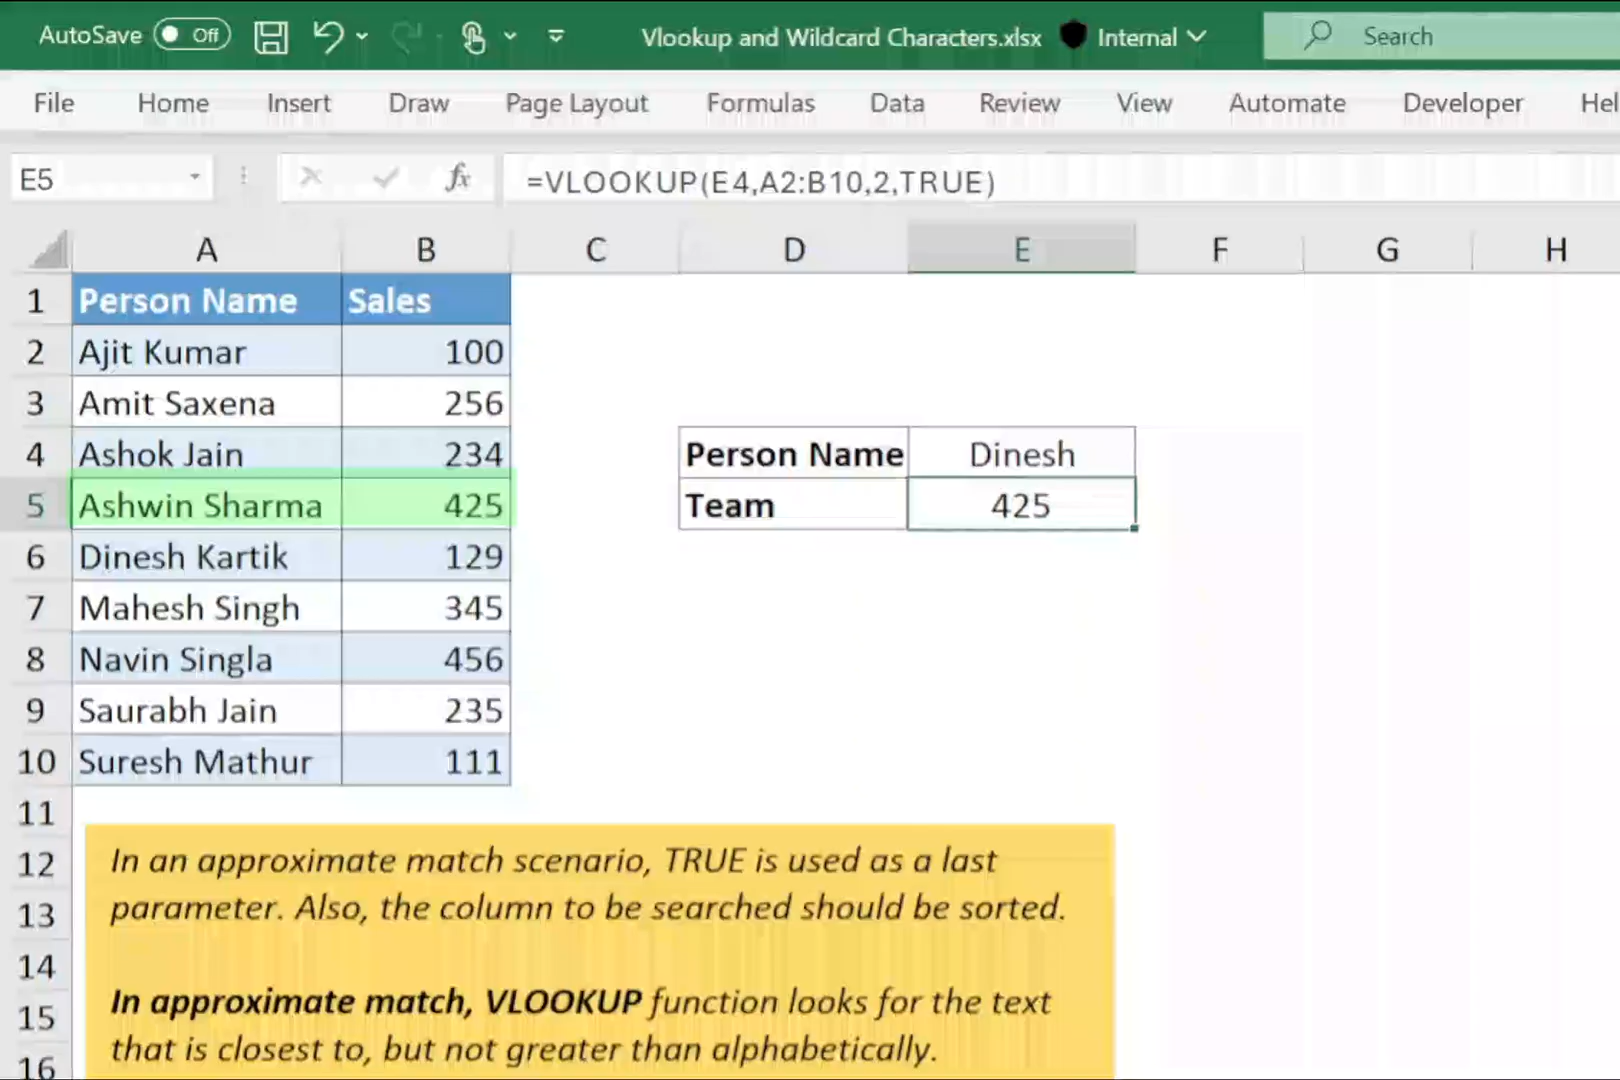 AutoSave Off Vlookup and Wildcard Characters.xlsx Internal Search
File Home Insert Draw Page Layout Formulas Data Review View Automate Developer Hel
E5 fx =VLOOKUP(E4,A2:B10,2,TRUE)
A B C D E F G H
1 Person Name Sales
2 Ajit Kumar 100
3 Amit Saxena 256
4 Ashok Jain 234 Person Name Dinesh
5 Ashwin Sharma 425 Team 425
6 Dinesh Kartik 129
7 Mahesh Singh 345
8 Navin Singla 456
9 Saurabh Jain 235
10 Suresh Mathur 111
11
12 In an approximate match scenario, TRUE is used as a last
13 parameter. Also, the column to be searched should be sorted.
14
15 In approximate match, VLOOKUP function looks for the text
16 that is closest to, but not greater than alphabetically.